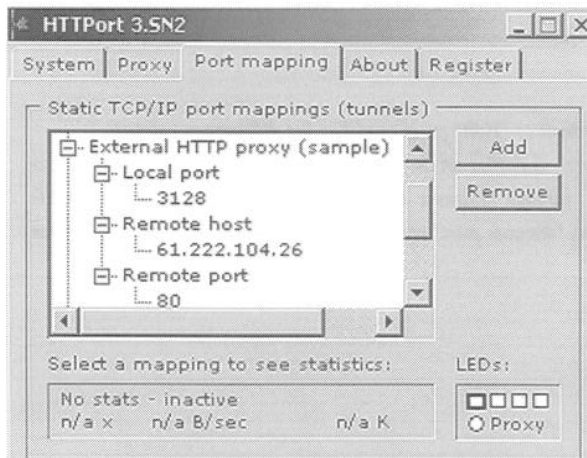 HTTPort 3.SN2
System Proxy Port mapping About Register
Static TCP/IP port mappings (tunnels)
External HTTP proxy (sample)
Local port
3128
Remote host
61.222.104.26
Remote port
80
Add
Remove
Select a mapping to see statistics:
No stats - inactive
n/a x n/a B/sec n/a K
LEDs:
Proxy